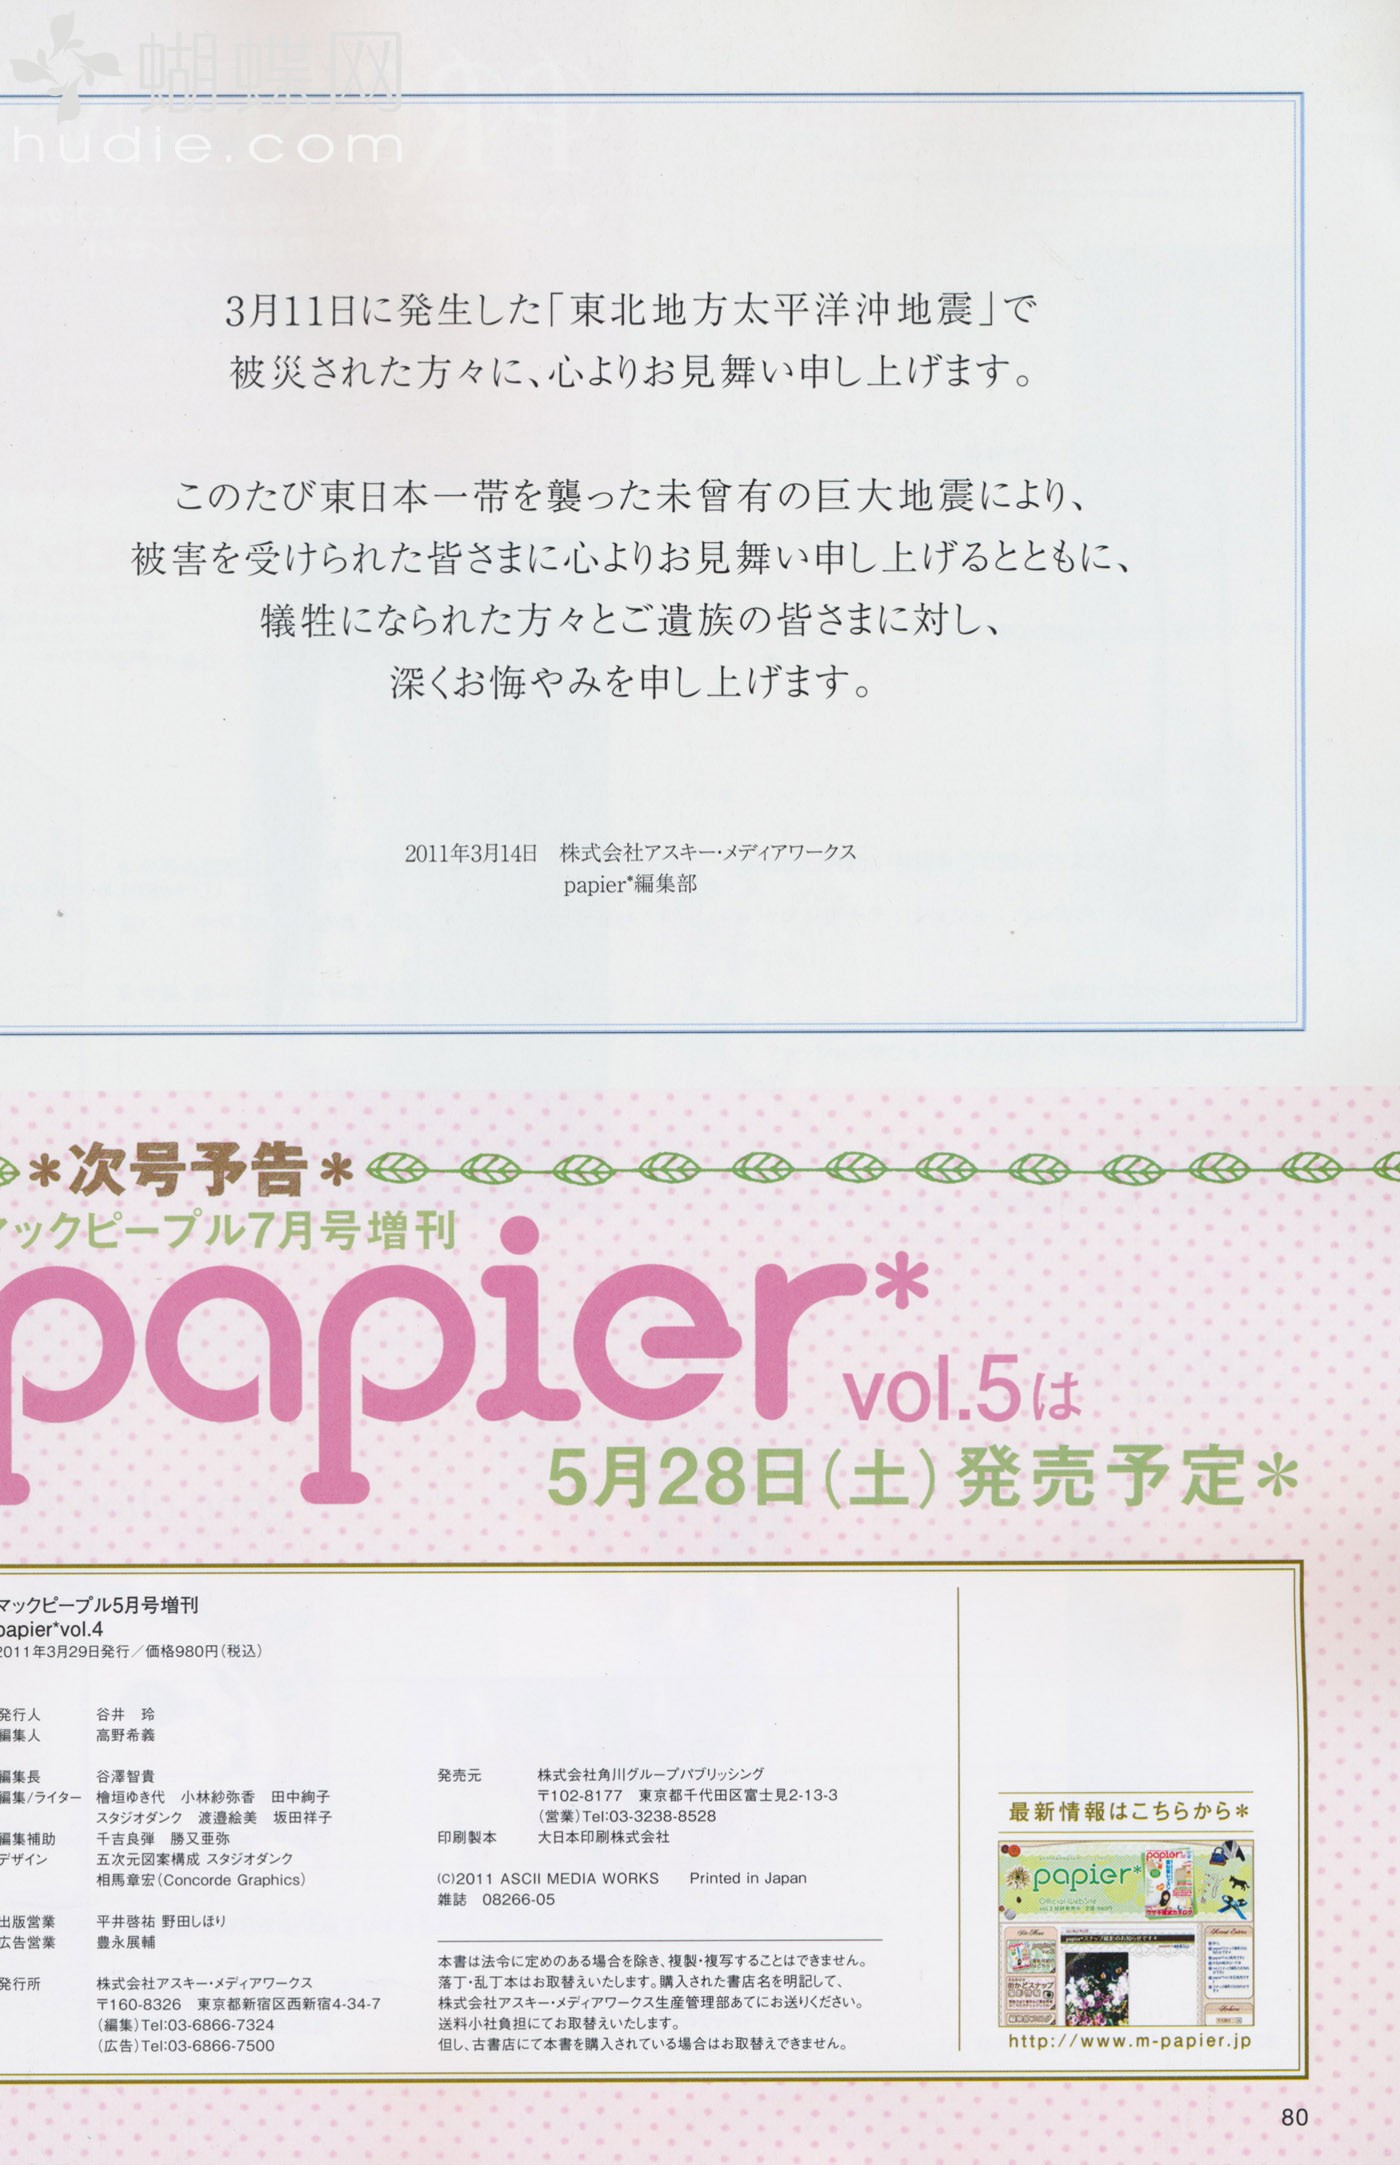 蝴蝶网
hudie.com
3月11日に発生した「東北地方太平洋沖地震」で
被災された方々に、心よりお見舞い申し上げます。
このたび東日本一帯を襲った未曾有の巨大地震により、
被害を受けられた皆さまに心よりお見舞い申し上げるとともに、
犠牲になられた方々とご遺族の皆さまに対し、
深くお悔やみを申し上げます。
2011年3月14日　株式会社アスキー・メディアワークス
papier*編集部
*次号予告*
マックピープル7月号増刊
papier*
vol.5は
5月28日(土)発売予定*
マックピープル5月号増刊
papier*vol.4
2011年3月29日発行／価格980円(税込)
発行人　谷井　玲
編集人　高野希義
編集長　谷澤智貴
編集/ライター　檜垣ゆき代　小林紗弥香　田中絢子
スタジオダンク　渡邉絵美　坂田祥子
編集補助　千吉良弾　勝又亜弥
デザイン　五次元図案構成 スタジオダンク
相馬章宏(Concorde Graphics)
出版営業　平井啓祐 野田しほり
広告営業　豊永展輔
発行所　株式会社アスキー・メディアワークス
〒160-8326　東京都新宿区西新宿4-34-7
(編集)Tel:03-6866-7324
(広告)Tel:03-6866-7500
発売元　株式会社角川グループパブリッシング
〒102-8177　東京都千代田区富士見2-13-3
(営業)Tel:03-3238-8528
印刷製本　大日本印刷株式会社
(C)2011 ASCII MEDIA WORKS　Printed in Japan
雑誌　08266-05
本書は法令に定めのある場合を除き、複製・複写することはできません。
落丁・乱丁本はお取替えいたします。購入された書店名を明記して、
株式会社アスキー・メディアワークス生産管理部あてにお送りください。
送料小社負担にてお取替えいたします。
但し、古書店にて本書を購入されている場合はお取替えできません。
最新情報はこちらから*
papier*
Official WebSite
http://www.m-papier.jp
80